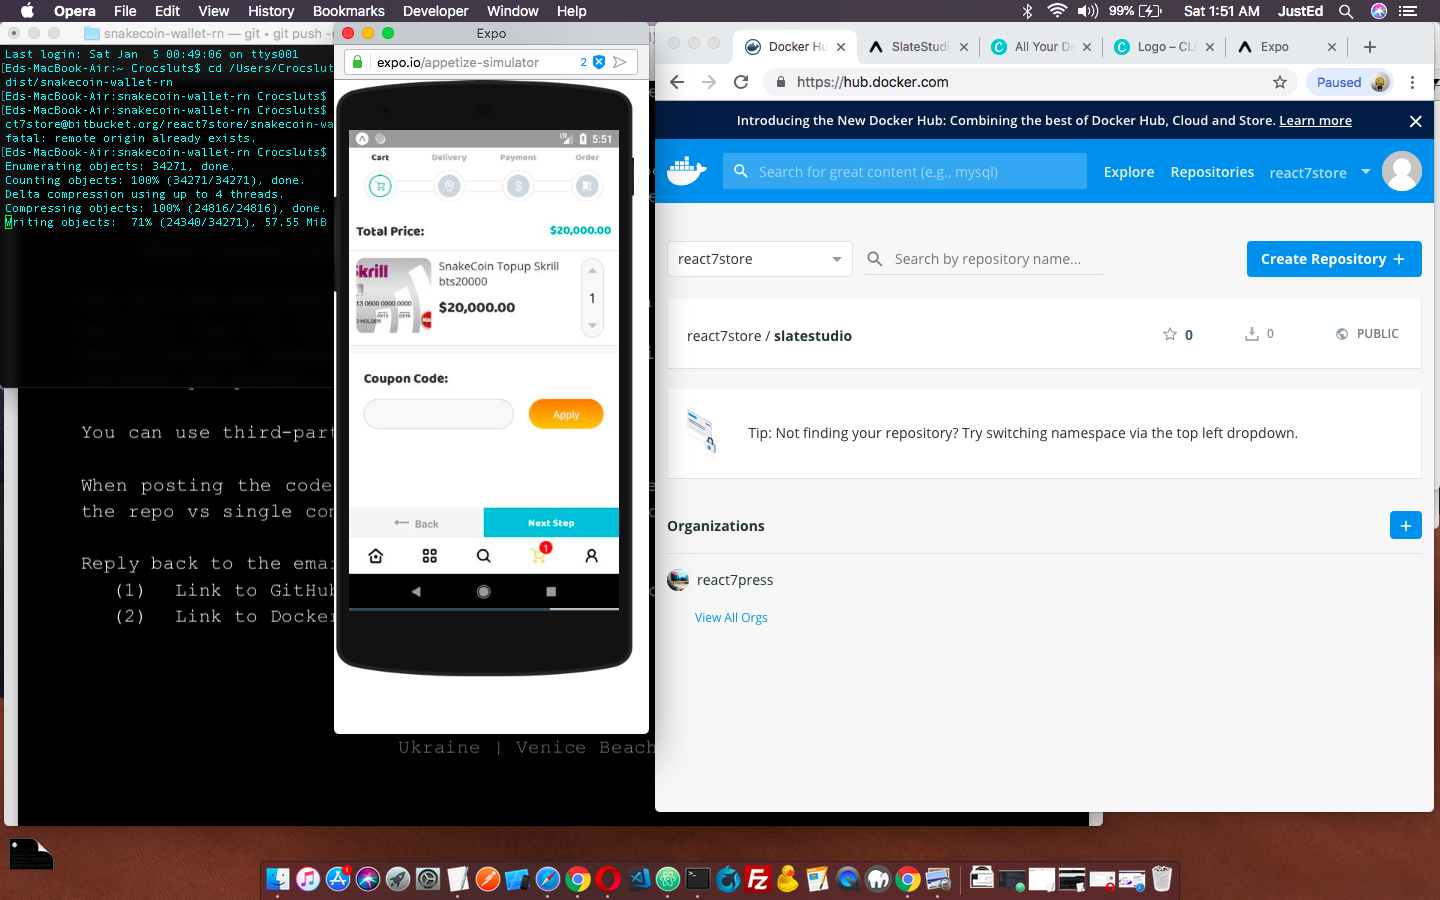 Opera File Edit View History Bookmarks Developer Window Help
99% Sat 1:51 AM JustEd
snakecoin-wallet-rn — git ◂ git push
Last login: Sat Jan  5 00:49:06 on ttys001
[Eds-MacBook-Air:~ Crocsluts$ cd /Users/Crocslut
dist/snakecoin-wallet-rn
[Eds-MacBook-Air:snakecoin-wallet-rn Crocsluts$
[Eds-MacBook-Air:snakecoin-wallet-rn Crocsluts$
ct7store@bitbucket.org/react7store/snakecoin-wa
fatal: remote origin already exists.
[Eds-MacBook-Air:snakecoin-wallet-rn Crocsluts$
Enumerating objects: 34271, done.
Counting objects: 100% (34271/34271), done.
Delta compression using up to 4 threads.
Compressing objects: 100% (24816/24816), done.
Writing objects:  71% (24340/34271), 57.55 MiB
You can use third-part
When posting the code
the repo vs single con
Reply back to the emai
(1) Link to GitHub
(2) Link to Docker
Ukraine | Venice Beach
Expo
expo.io/appetize-simulator 2
5:51
Cart Delivery Payment Order
Total Price: $20,000.00
SnakeCoin Topup Skrill
bts20000
$20,000.00
1
krill
Coupon Code:
Apply
Back Next Step
1
Docker Hu SlateStudi All Your De Logo – CLO Expo
https://hub.docker.com Paused
Introducing the New Docker Hub: Combining the best of Docker Hub, Cloud and Store. Learn more
Search for great content (e.g., mysql) Explore Repositories react7store
react7store Search by repository name... Create Repository +
react7store / slatestudio 0 0 PUBLIC
Tip: Not finding your repository? Try switching namespace via the top left dropdown.
Organizations
react7press
View All Orgs